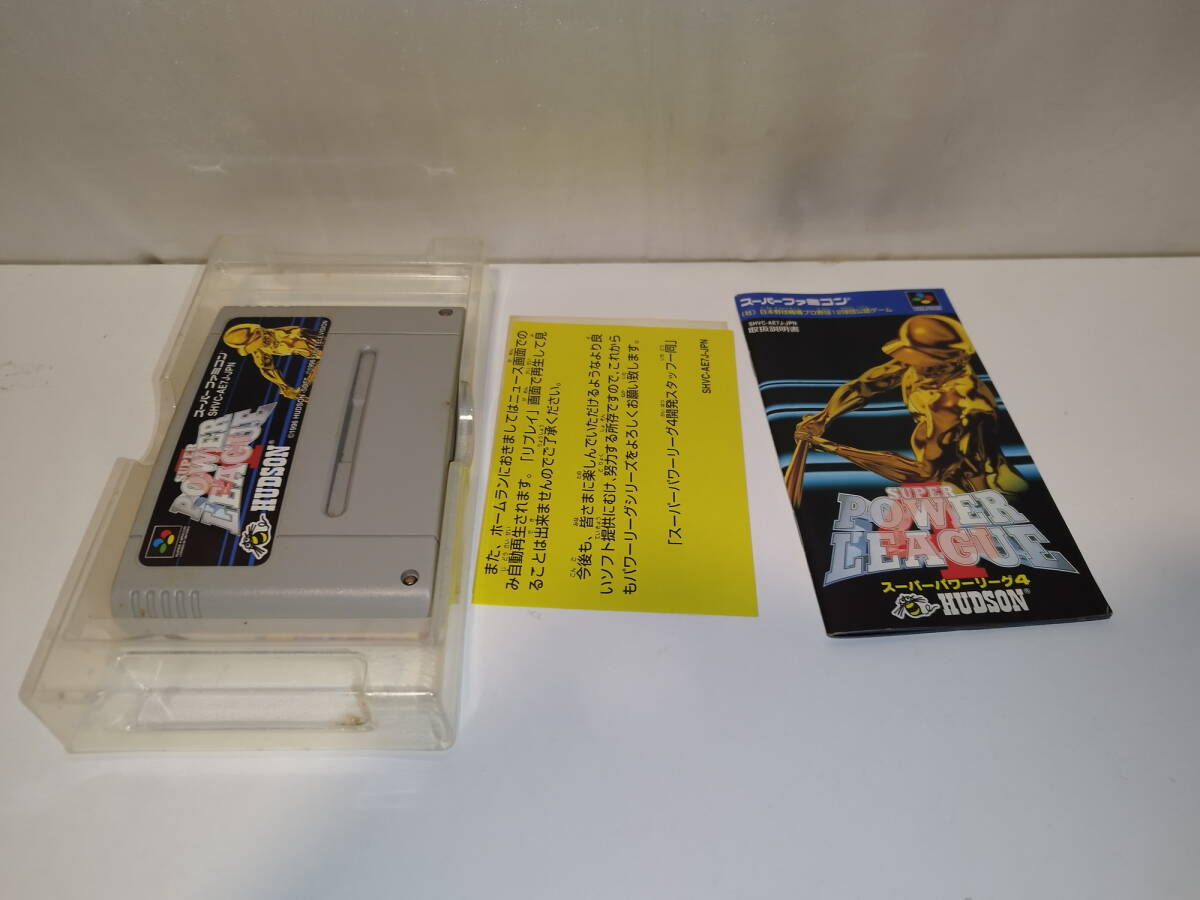 スーパーファミコン
SHVC-AE7J-JPN
SUPER
POWER
LEAGUE
4
HUDSON®
©1996 HUDSON SOFT
また、ホームランにおきましてはニュース画面での
み自動再生されます。「リプレイ」画面で再生して見
ることは出来ませんのでご了承ください。
今後も、皆さまに楽しんでいただけるようなより良
いソフト提供にむけ、努力する所存ですので、これから
もパワーリーグシリーズをよろしくお願い致します。
「スーパーパワーリーグ4開発スタッフ一同」
SHVC-AE7J-JPN
スーパーファミコン®
(社)日本野球機構プロ野球12球団公認ゲーム
SHVC-AE7J-JPN
取扱説明書
SUPER
POWER
LEAGUE
4
スーパーパワーリーグ4
HUDSON®